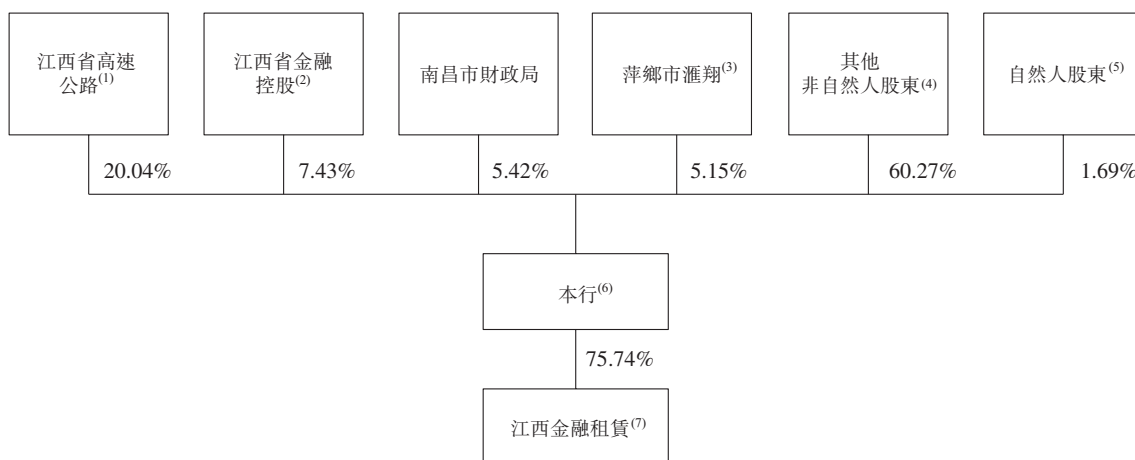 江西省高速
公路(1)
江西省金融
控股(2)
南昌市財政局
萍鄉市滙翔(3)
其他
非自然人股東(4)
自然人股東(5)
20.04%
7.43%
5.42%
5.15%
60.27%
1.69%
本行(6)
75.74%
江西金融租賃(7)